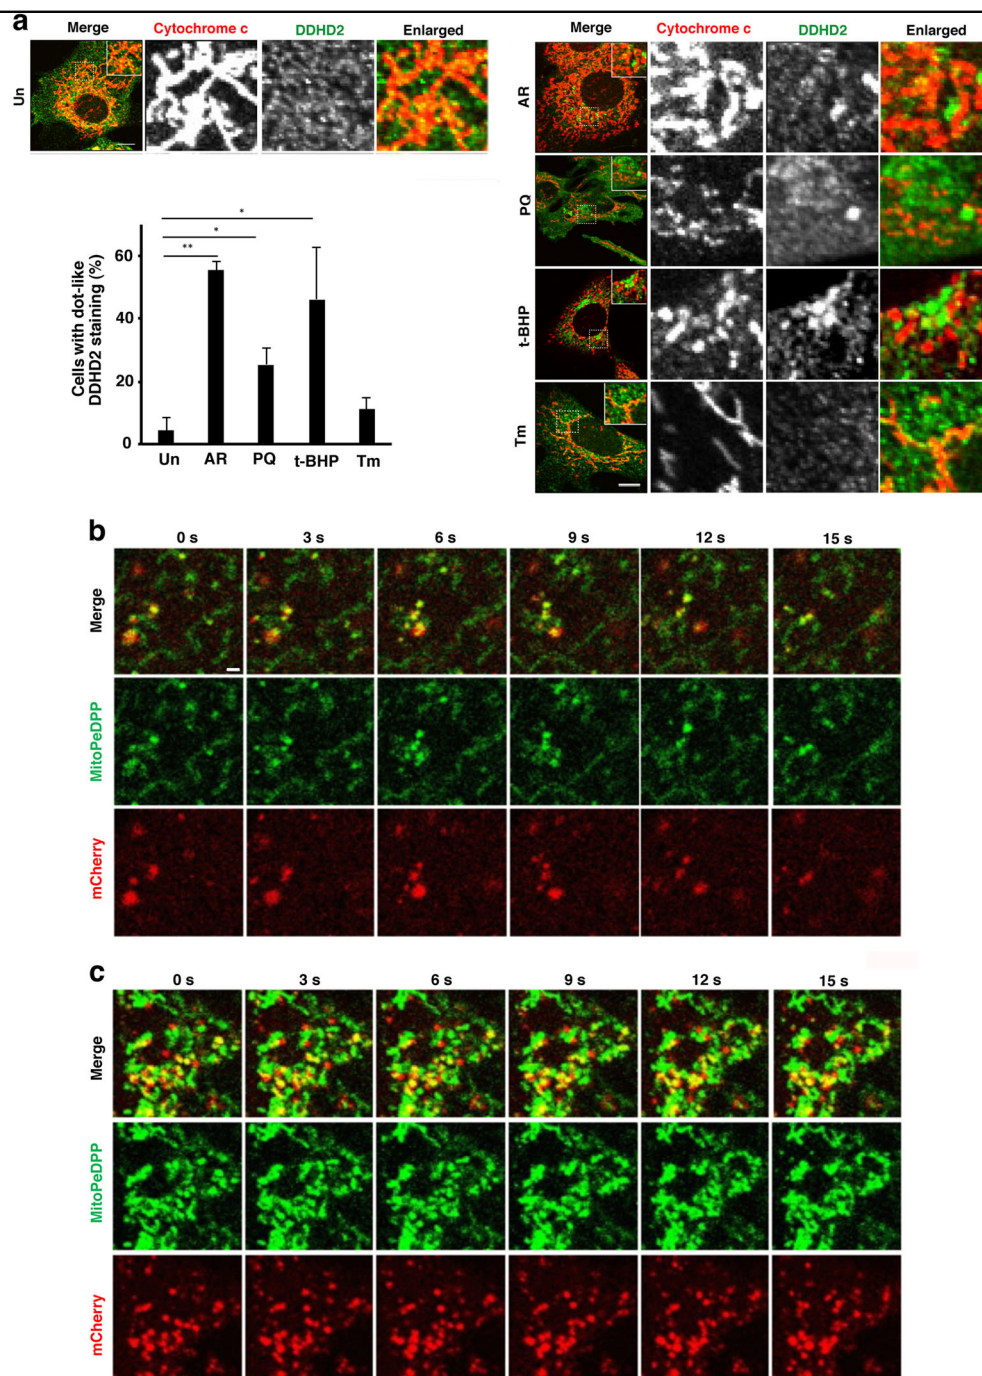 a
Merge
Cytochrome c
DDHD2
Enlarged
Un
Merge
Cytochrome c
DDHD2
Enlarged
AR
PQ
t-BHP
Tm
Cells with dot-like
DDHD2 staining (%)
60
40
20
0
*
*
**
Un
AR
PQ
t-BHP
Tm
b
0 s
3 s
6 s
9 s
12 s
15 s
Merge
MitoPeDPP
mCherry
c
0 s
3 s
6 s
9 s
12 s
15 s
Merge
MitoPeDPP
mCherry